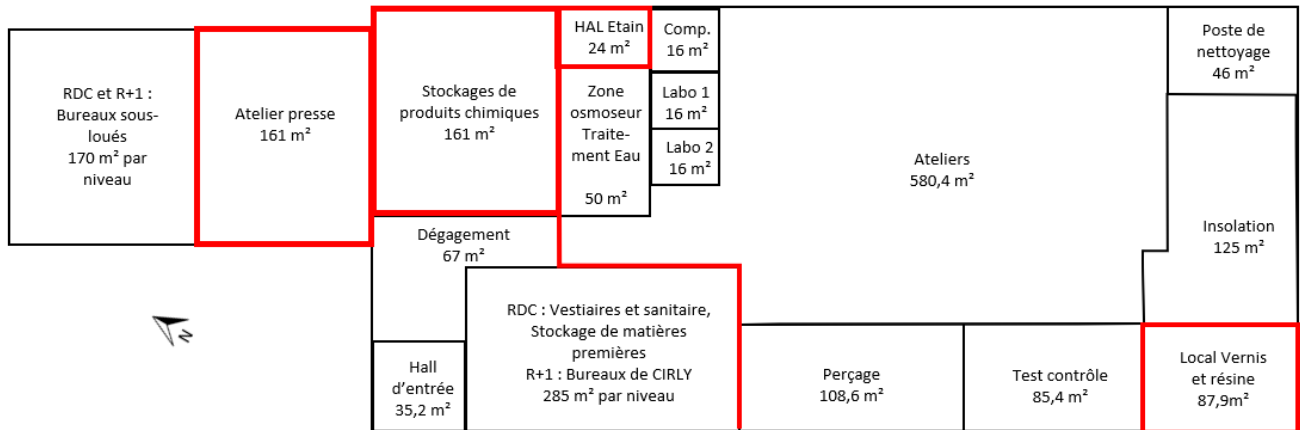 RDC et R+1 :
Bureaux sous-
loués
170 m² par
niveau
Atelier presse
161 m²
Stockages de
produits chimiques
161 m²
HAL Etain
24 m²
Comp.
16 m²
Zone
osmoseur
Traite-
ment Eau
50 m²
Labo 1
16 m²
Labo 2
16 m²
Ateliers
580,4 m²
Poste de
nettoyage
46 m²
Insolation
125 m²
Dégagement
67 m²
Hall
d'entrée
35,2 m²
RDC : Vestiaires et sanitaire,
Stockage de matières
premières
R+1 : Bureaux de CIRLY
285 m² par niveau
Perçage
108,6 m²
Test contrôle
85,4 m²
Local Vernis
et résine
87,9m²
N